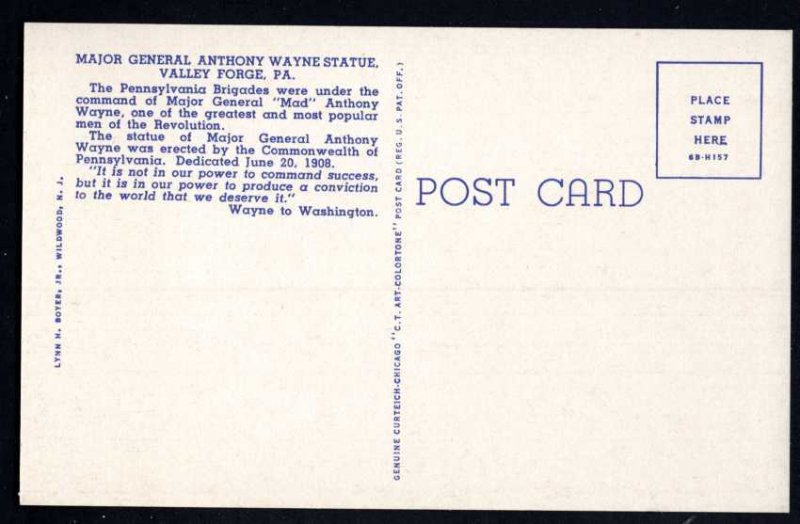 MAJOR GENERAL ANTHONY WAYNE STATUE,
VALLEY FORGE, PA.
The Pennsylvania Brigades were under the
command of Major General "Mad" Anthony
Wayne, one of the greatest and most popular
men of the Revolution.
The statue of Major General Anthony
Wayne was erected by the Commonwealth of
Pennsylvania. Dedicated June 20, 1908.
"It is not in our power to command success,
but it is in our power to produce a conviction
to the world that we deserve it."
Wayne to Washington.
LYNN H. BOYER, JR., WILDWOOD, N. J.
GENUINE CURTEICH-CHICAGO "C.T. ART-COLORTONE" POST CARD (REG. U. S. PAT. OFF.)
POST CARD
PLACE
STAMP
HERE
6B-H157